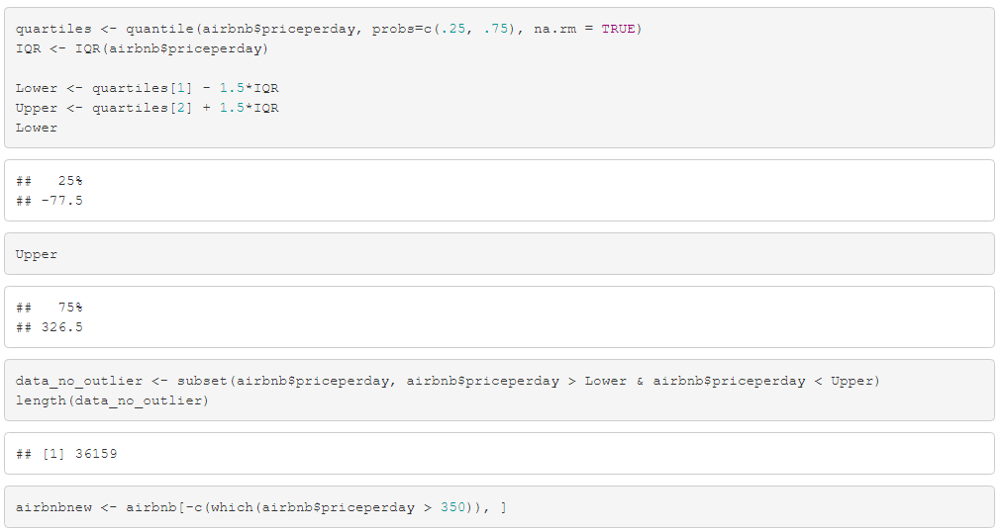 quartiles <- quantile(airbnb$priceperday, probs=c(.25, .75), na.rm = TRUE)
IQR <- IQR(airbnb$priceperday)
Lower <- quartiles[1] - 1.5*IQR
Upper <- quartiles[2] + 1.5*IQR
Lower
##   25%
## -77.5
Upper
##   75%
## 326.5
data_no_outlier <- subset(airbnb$priceperday, airbnb$priceperday > Lower & airbnb$priceperday < Upper)
length(data_no_outlier)
## [1] 36159
airbnbnew <- airbnb[-c(which(airbnb$priceperday > 350)), ]